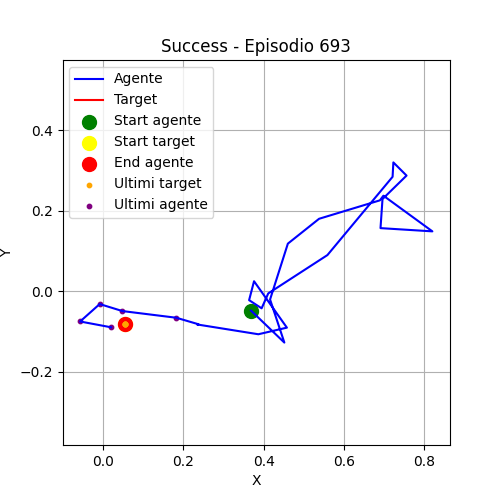 Success - Episodio 693
Agente
Target
Start agente
Start target
End agente
Ultimi target
Ultimi agente
0.4
0.2
0.0
−0.2
Y
0.0 0.2 0.4 0.6 0.8
X